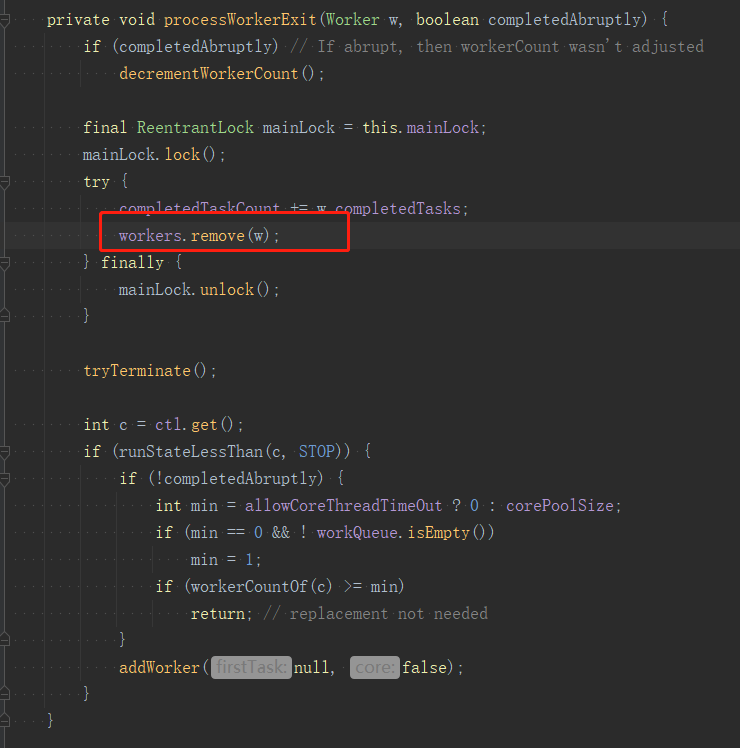 private void processWorkerExit(Worker w, boolean completedAbruptly) {
if (completedAbruptly) // If abrupt, then workerCount wasn't adjusted
decrementWorkerCount();
final ReentrantLock mainLock = this.mainLock;
mainLock.lock();
try {
completedTaskCount += w.completedTasks;
workers.remove(w);
} finally {
mainLock.unlock();
}
tryTerminate();
int c = ctl.get();
if (runStateLessThan(c, STOP)) {
if (!completedAbruptly) {
int min = allowCoreThreadTimeOut ? 0 : corePoolSize;
if (min == 0 && ! workQueue.isEmpty())
min = 1;
if (workerCountOf(c) >= min)
return; // replacement not needed
}
addWorker( firstTask: null, core: false);
}
}